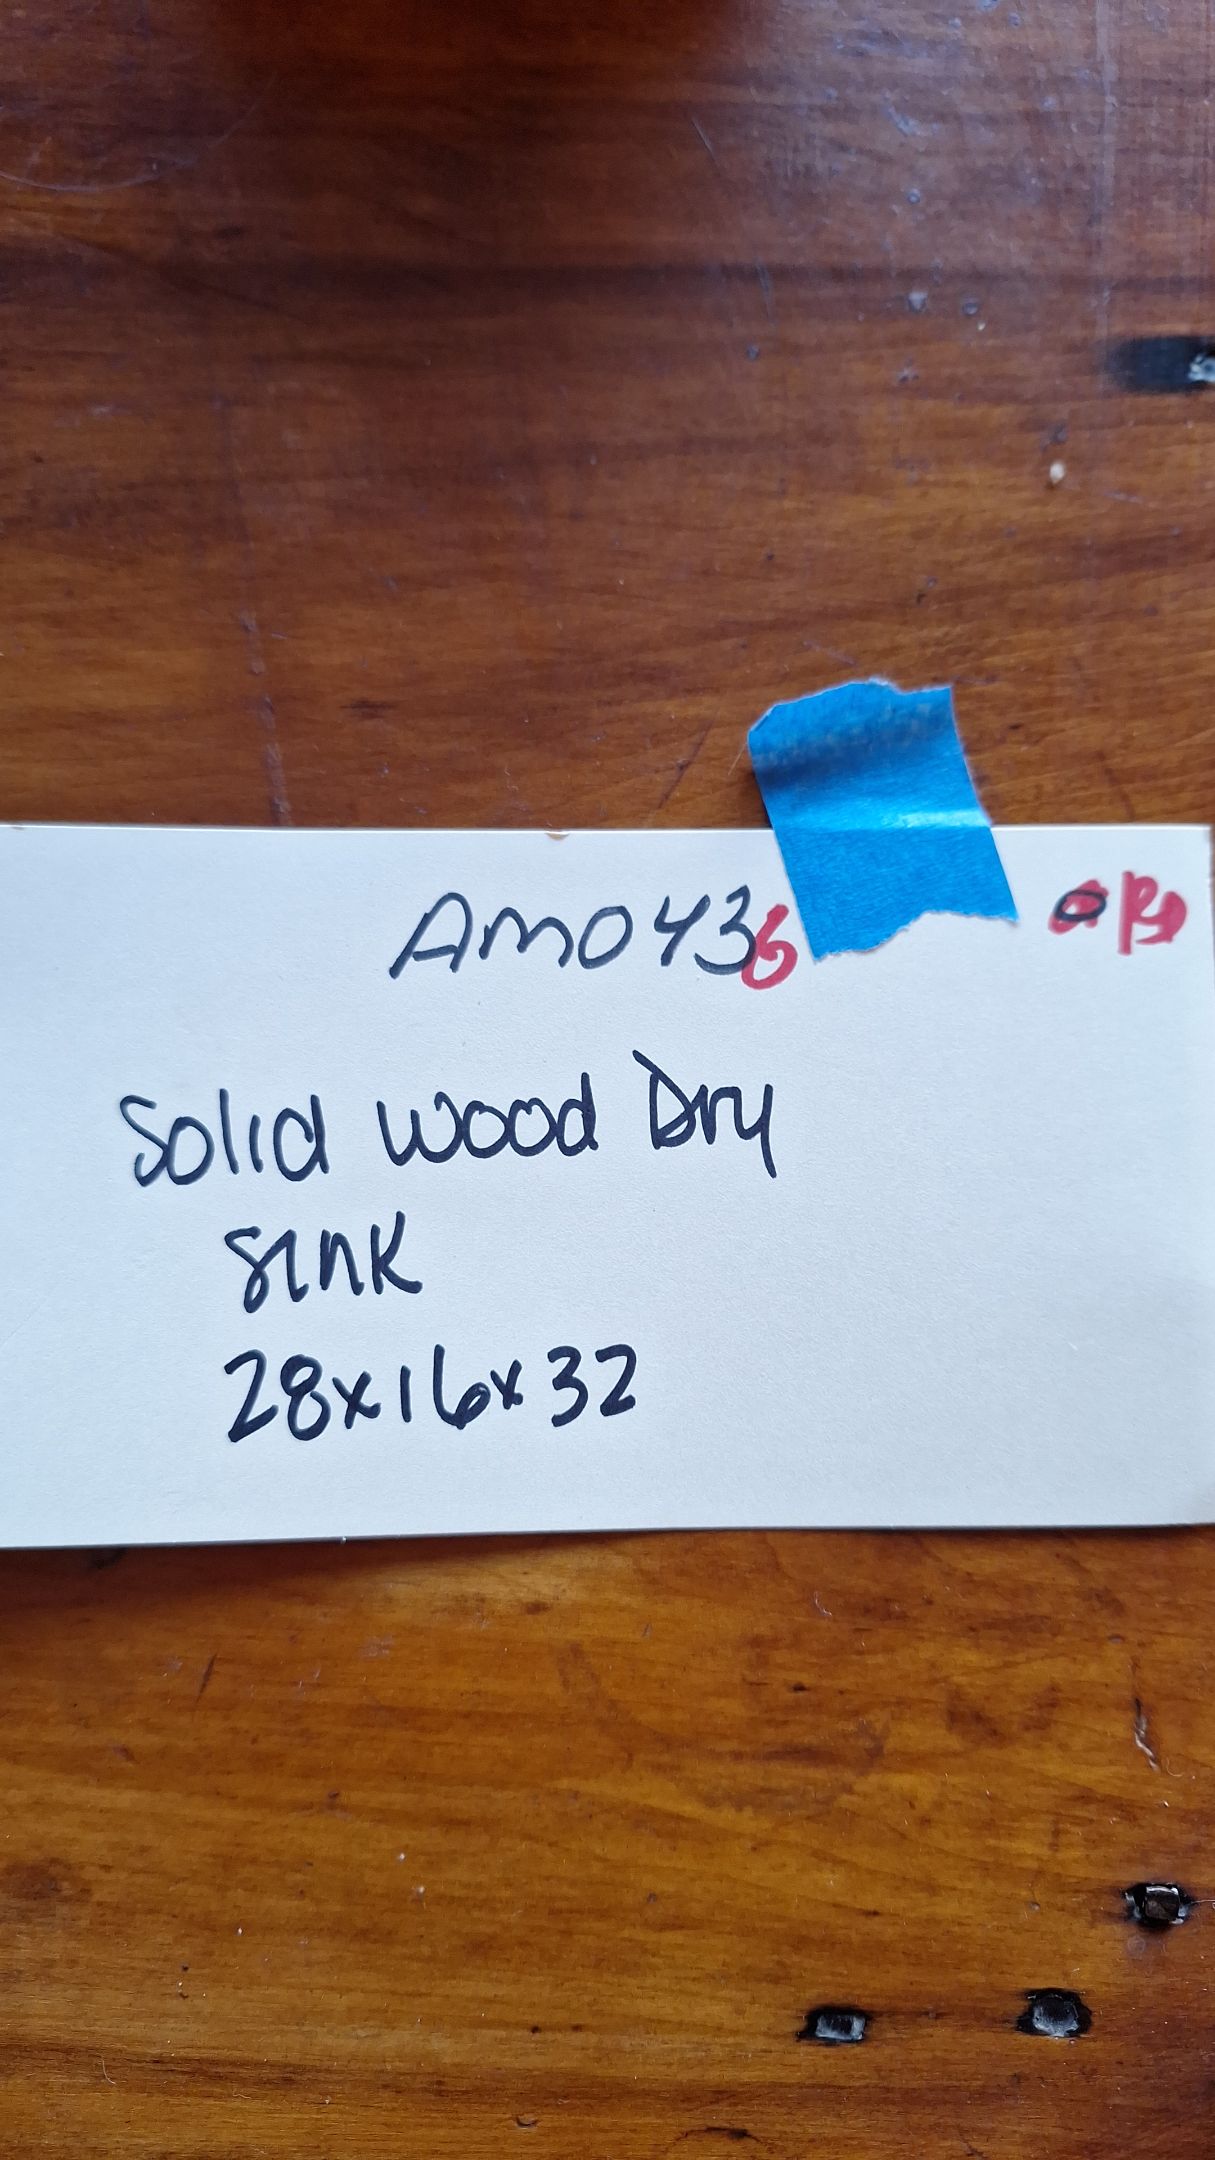 AM0436
Solid Wood Dry
Sink
28x16x32